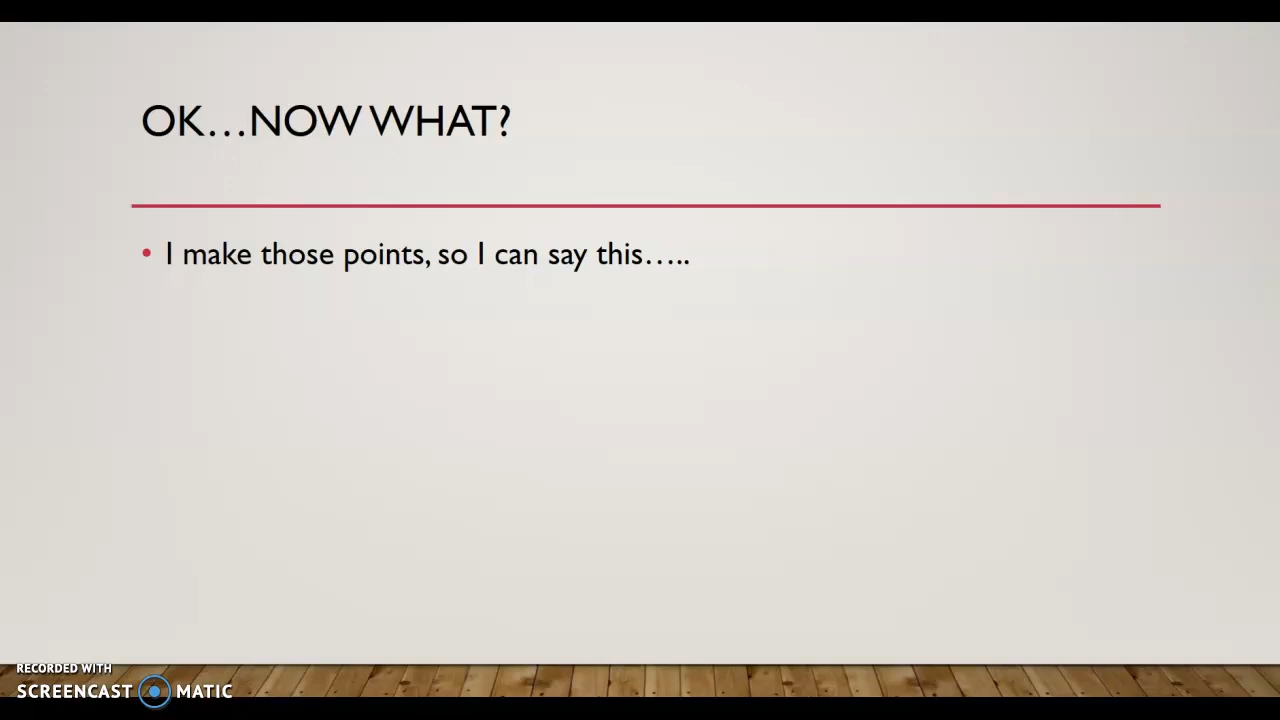 OK…NOW WHAT?
• I make those points, so I can say this…..
RECORDED WITH
SCREENCAST MATIC